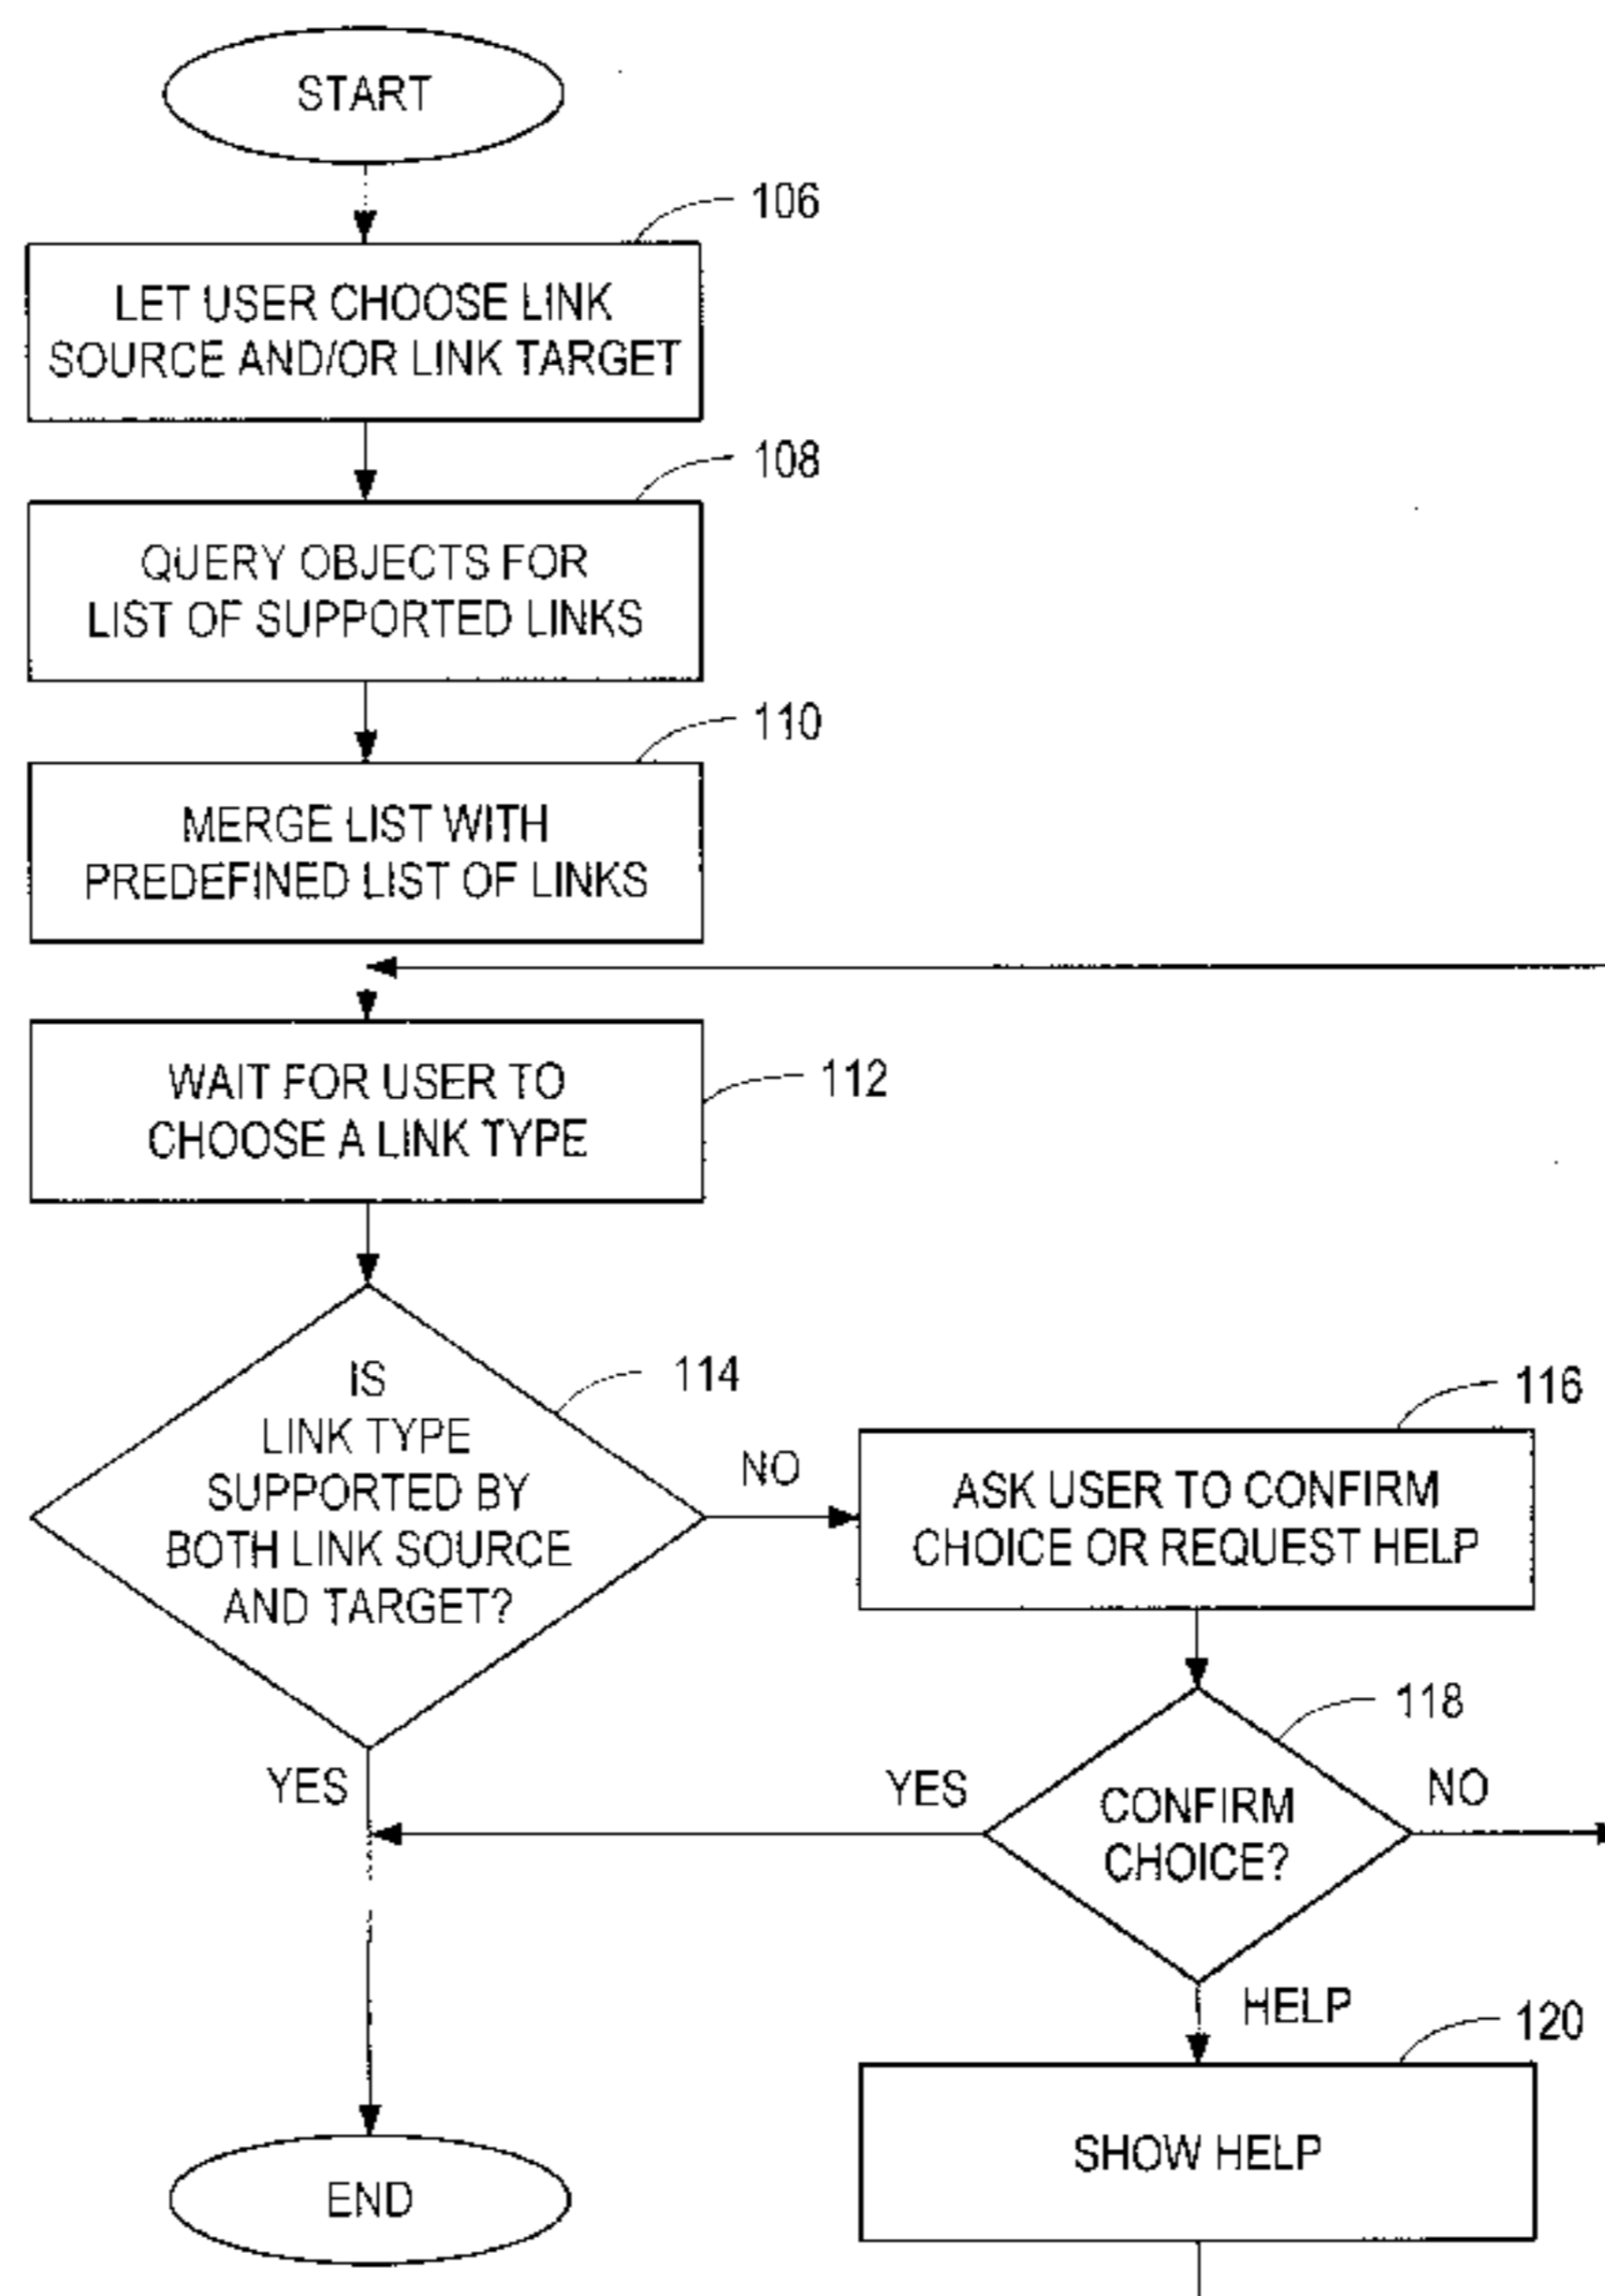 START
106
LET USER CHOOSE LINK
SOURCE AND/OR LINK TARGET
108
QUERY OBJECTS FOR
LIST OF SUPPORTED LINKS
110
MERGE LIST WITH
PREDEFINED LIST OF LINKS
WAIT FOR USER TO
CHOOSE A LINK TYPE
112
IS
LINK TYPE
SUPPORTED BY
BOTH LINK SOURCE
AND TARGET?
114
NO
116
ASK USER TO CONFIRM
CHOICE OR REQUEST HELP
118
YES
YES
CONFIRM
CHOICE?
NO
HELP
120
SHOW HELP
END